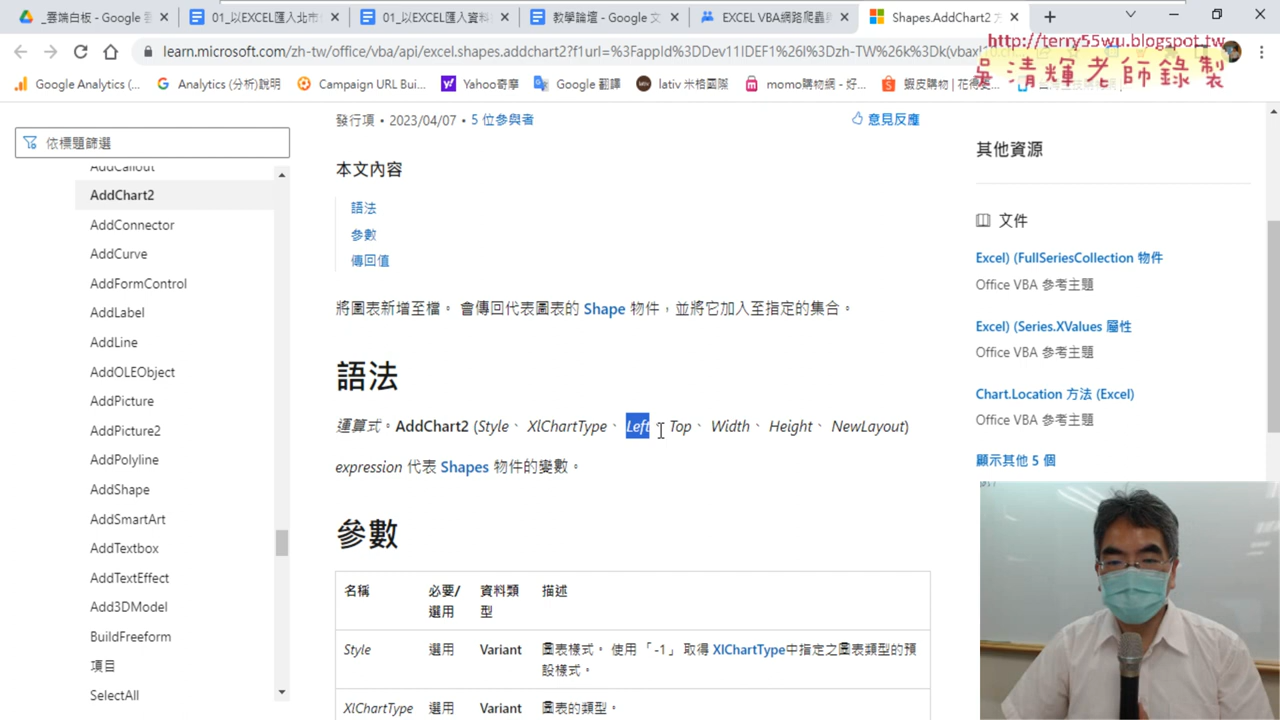 _雲端白板 - Google 雲
01_以EXCEL匯入北市
01_以EXCEL匯入資料
教學論壇 - Google 文
EXCEL VBA網路爬蟲
Shapes.AddChart2 方
learn.microsoft.com/zh-tw/office/vba/api/excel.shapes.addchart2?f1url=%3FappId%3DDev11IDEF1%26l%3Dzh-TW%26k%3Dk(vbaxl10.
http://terry55wu.blogspot.tw
吳清輝老師錄製
Google Analytics (...
Analytics (分析)說明
Campaign URL Bui...
Yahoo奇摩
Google 翻譯
lativ 米相國際
momo購物網 - 好...
蝦皮購物 | 花得更...
依標題篩選
AddCallout
AddChart2
AddConnector
AddCurve
AddFormControl
AddLabel
AddLine
AddOLEObject
AddPicture
AddPicture2
AddPolyline
AddShape
AddSmartArt
AddTextbox
AddTextEffect
Add3DModel
BuildFreeform
項目
SelectAll
發行項 • 2023/04/07 • 5 位參與者
意見反應
本文內容
語法
參數
傳回值
將圖表新增至檔。 會傳回代表圖表的 Shape 物件，並將它加入至指定的集合。
語法
運算式。AddChart2 (Style、 XlChartType、 Left、 Top、 Width、 Height、 NewLayout)
expression 代表 Shapes 物件的變數。
參數
名稱 必要/選用 資料類型 描述
Style 選用 Variant 圖表樣式。 使用「-1」 取得 XlChartType中指定之圖表類型的預設樣式。
XlChartType 選用 Variant 圖表的類型。
其他資源
文件
Excel) (FullSeriesCollection 物件
Office VBA 參考主題
Excel) (Series.XValues 屬性
Office VBA 參考主題
Chart.Location 方法 (Excel)
Office VBA 參考主題
顯示其他 5 個